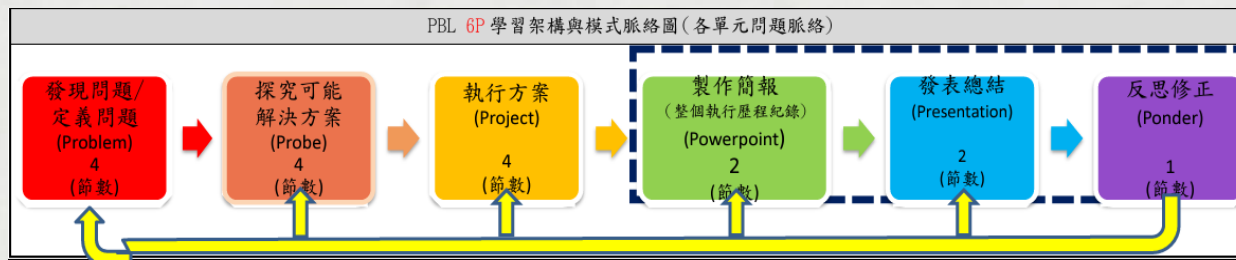 PBL 6P 學習架構與模式脈絡圖(各單元問題脈絡)
發現問題/
定義問題
(Problem)
4
(節數)
探究可能
解決方案
(Probe)
4
(節數)
執行方案
(Project)
4
(節數)
製作簡報
(整個執行歷程紀錄)
(Powerpoint)
2
(節數)
發表總結
(Presentation)
2
(節數)
反思修正
(Ponder)
1
(節數)